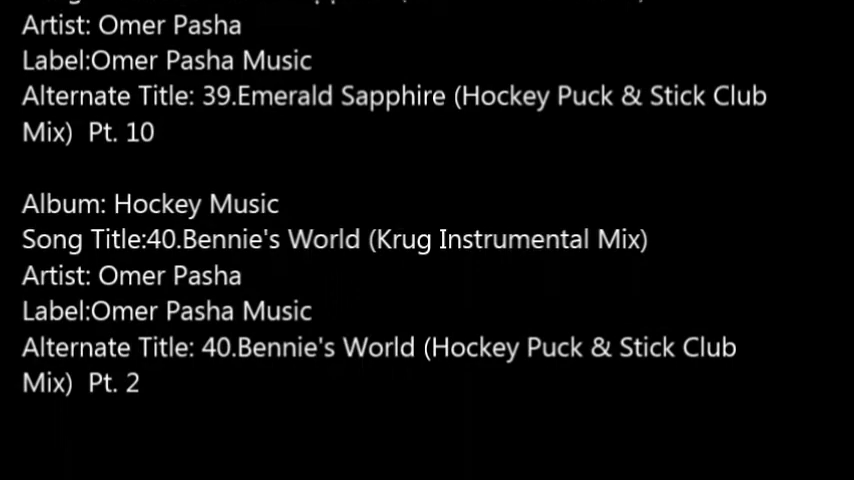 Artist: Omer Pasha
Label:Omer Pasha Music
Alternate Title: 39.Emerald Sapphire (Hockey Puck & Stick Club
Mix)  Pt. 10
Album: Hockey Music
Song Title:40.Bennie's World (Krug Instrumental Mix)
Artist: Omer Pasha
Label:Omer Pasha Music
Alternate Title: 40.Bennie's World (Hockey Puck & Stick Club
Mix)  Pt. 2